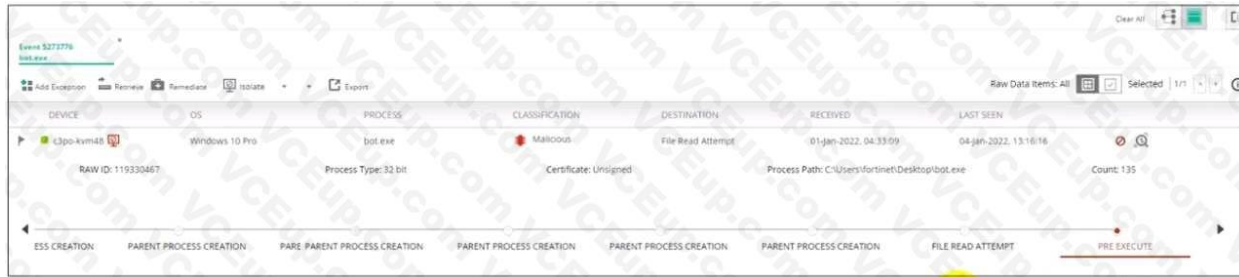 Clear All
Event 5273776
bot.exe
Add Exception Retrieve Remediate Isolate Export Raw Data Items: All Selected 1/1
DEVICE OS PROCESS CLASSIFICATION DESTINATION RECEIVED LAST SEEN
c3po-kvm48 Windows 10 Pro bot.exe Malicious File Read Attempt 01-Jan-2022, 04:33:09 04-Jan-2022, 13:16:16
RAW ID: 119330467 Process Type: 32 bit Certificate: Unsigned Process Path: C:\Users\fortinet\Desktop\bot.exe Count: 135
ESS CREATION PARENT PROCESS CREATION PARE PARENT PROCESS CREATION PARENT PROCESS CREATION PARENT PROCESS CREATION PARENT PROCESS CREATION FILE READ ATTEMPT PRE EXECUTE
VCEup.com